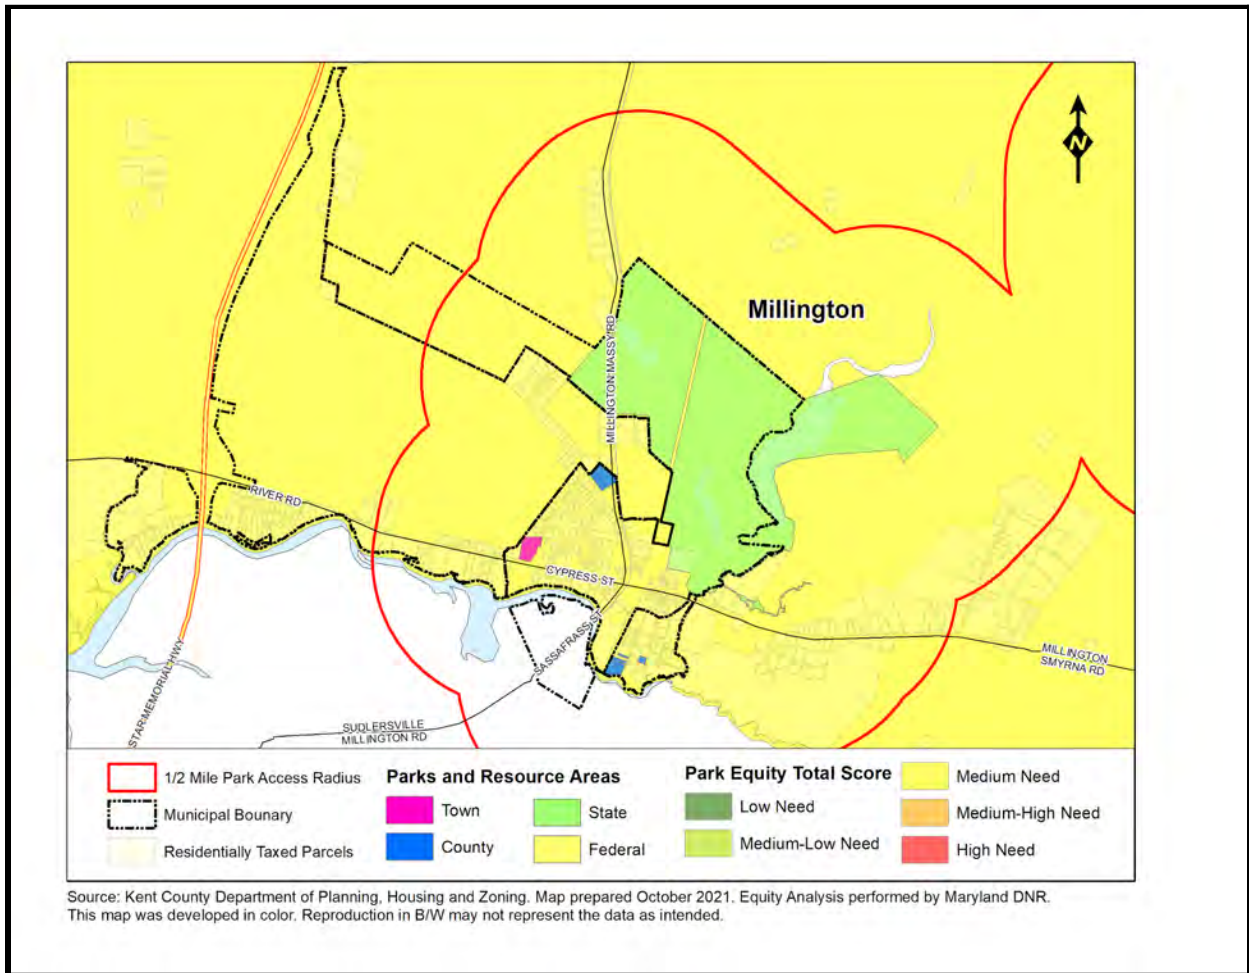 N
Millington
MILLINGTON MASSY RD
RIVER RD
CYPRESS ST
SASSAFRASS ST
STAR MEMORIAL HWY
SUDLERSVILLE
MILLINGTON RD
MILLINGTON
SMYRNA RD
1/2 Mile Park Access Radius
Municipal Bounary
Residentially Taxed Parcels
Parks and Resource Areas
Town
County
State
Federal
Park Equity Total Score
Low Need
Medium-Low Need
Medium Need
Medium-High Need
High Need
Source: Kent County Department of Planning, Housing and Zoning. Map prepared October 2021. Equity Analysis performed by Maryland DNR.
This map was developed in color. Reproduction in B/W may not represent the data as intended.